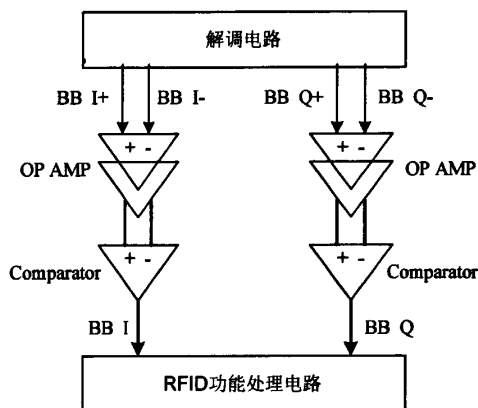 解调电路
BB I+ BB I- BB Q+ BB Q-
+ - + -
OP AMP OP AMP
+ - + -
Comparator Comparator
BB I BB Q
RFID功能处理电路